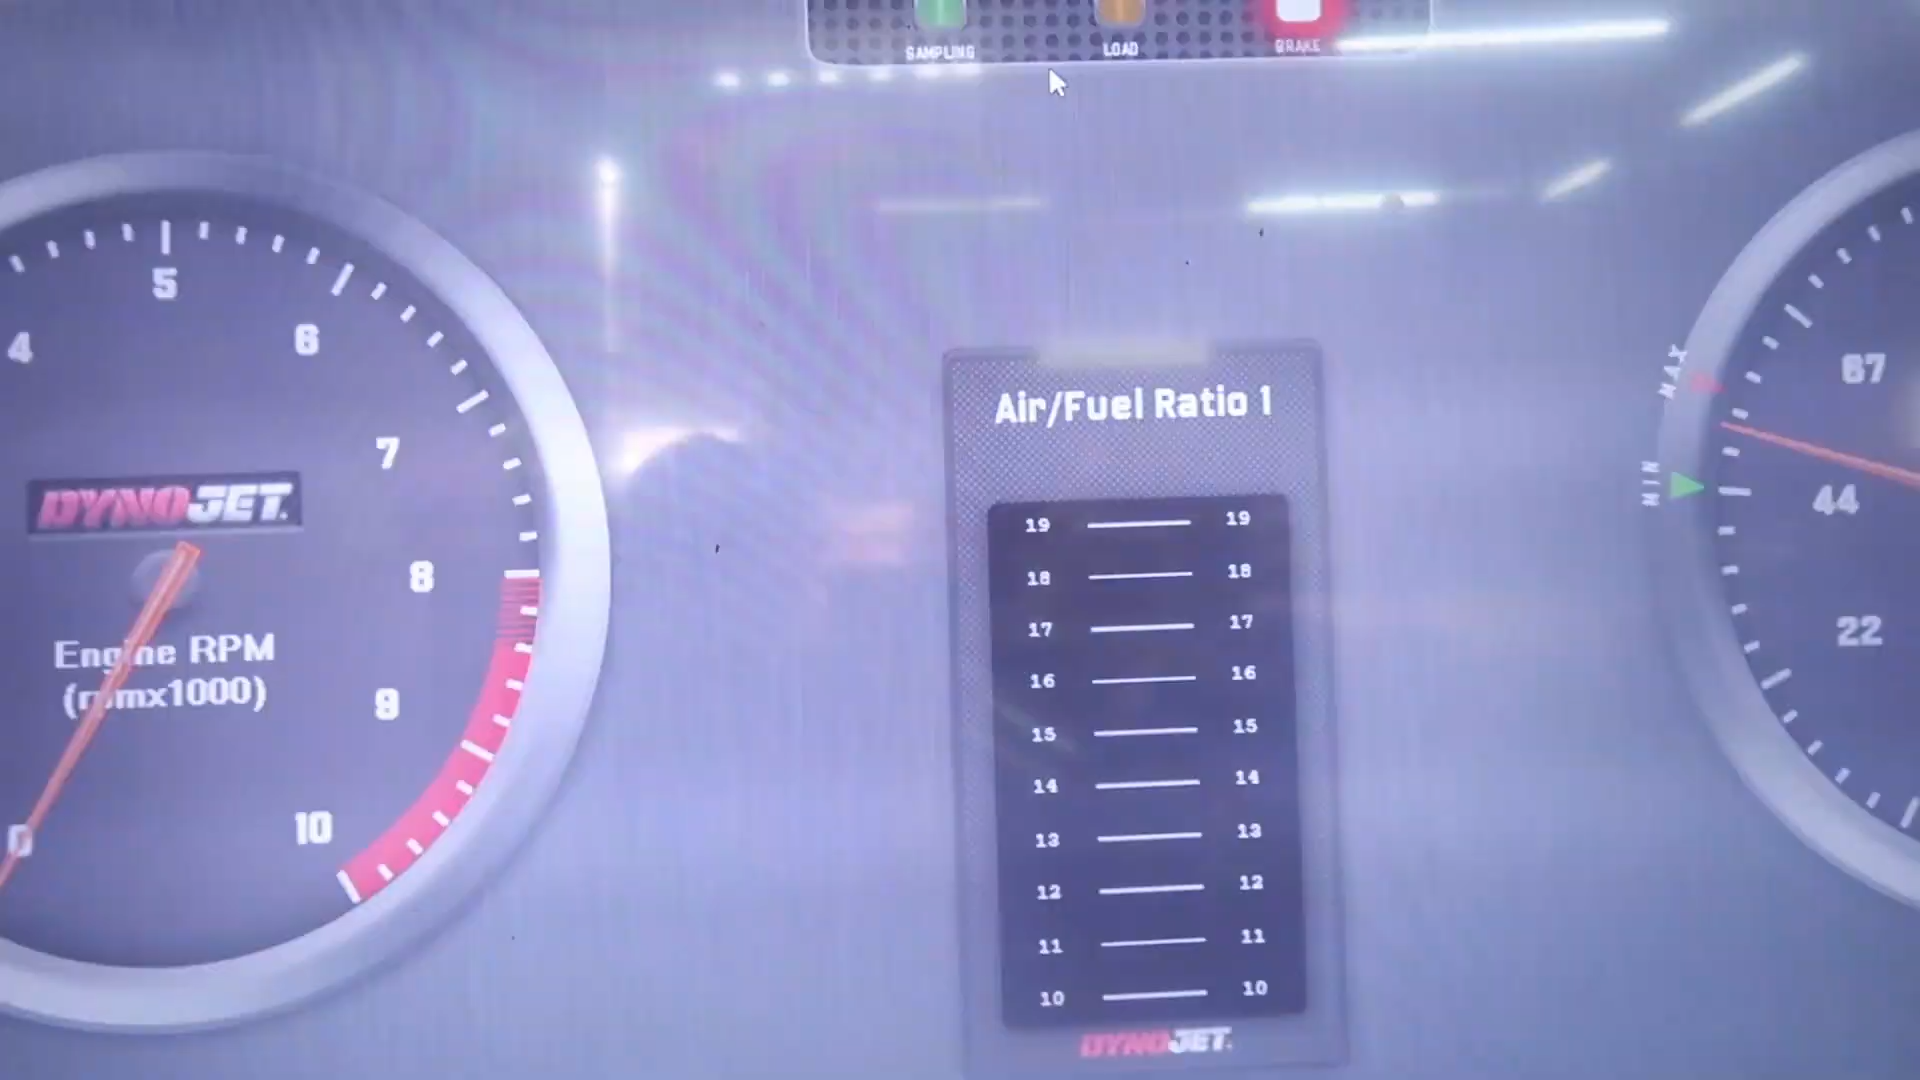 SAMPLING
LOAD
BRAKE
4
5
6
7
8
9
10
0
DYNOJET.
Engine RPM
(rpmx1000)
Air/Fuel Ratio 1
19 19
18 18
17 17
16 16
15 15
14 14
13 13
12 12
11 11
10 10
DYNOJET.
MAX
MIN
67
44
22